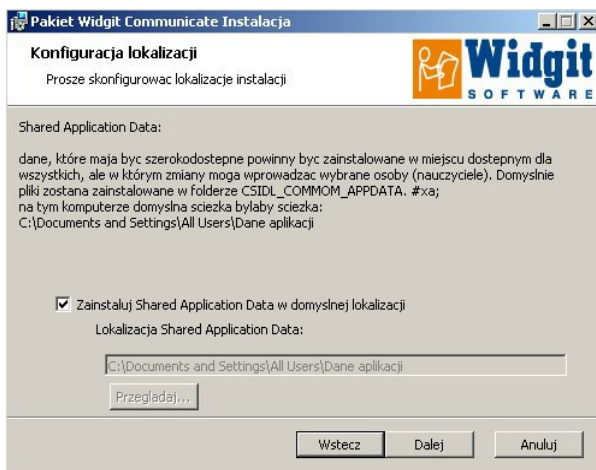 Pakiet Widgit Communicate Instalacja
Konfiguracja lokalizacji
Prosze skonfigurowac lokalizacje instalacji
Widgit
SOFTWARE
Shared Application Data:
dane, które maja byc szerokodostepne powinny byc zainstalowane w miejscu dostepnym dla
wszystkich, ale w którym zmiany moga wprowadzac wybrane osoby (nauczyciele). Domyslnie
pliki zostana zainstalowane w folderze CSIDL_COMMOM_APPDATA. #xa;
na tym komputerze domyslna sciezka bylaby sciezka:
C:\Documents and Settings\All Users\Dane aplikacji
Zainstaluj Shared Application Data w domyslnej lokalizacji
Lokalizacja Shared Application Data:
C:\Documents and Settings\All Users\Dane aplikacji
Przegladaj...
Wstecz Dalej Anuluj